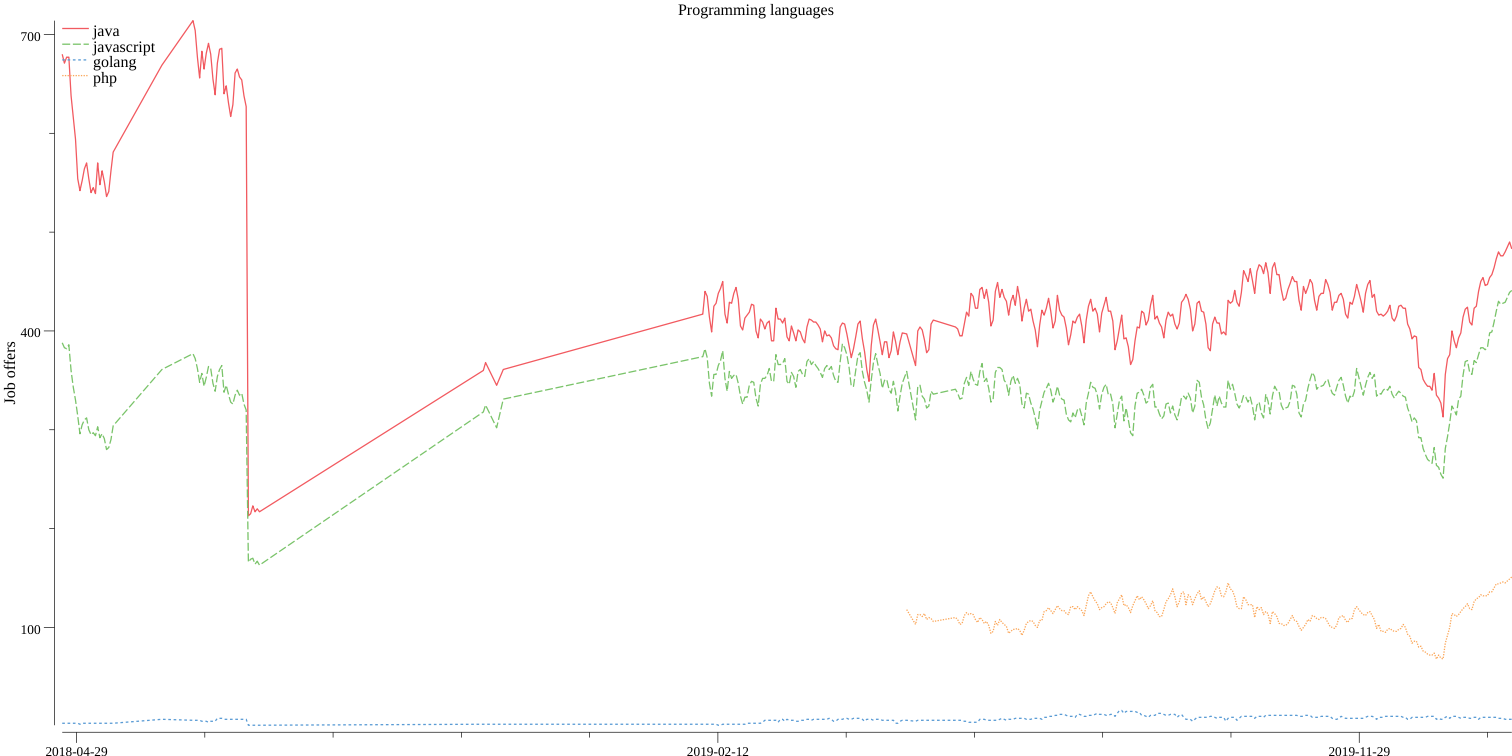 Programming languages
java
javascript
golang
php
700
400
100
Job offers
2018-04-29
2019-02-12
2019-11-29